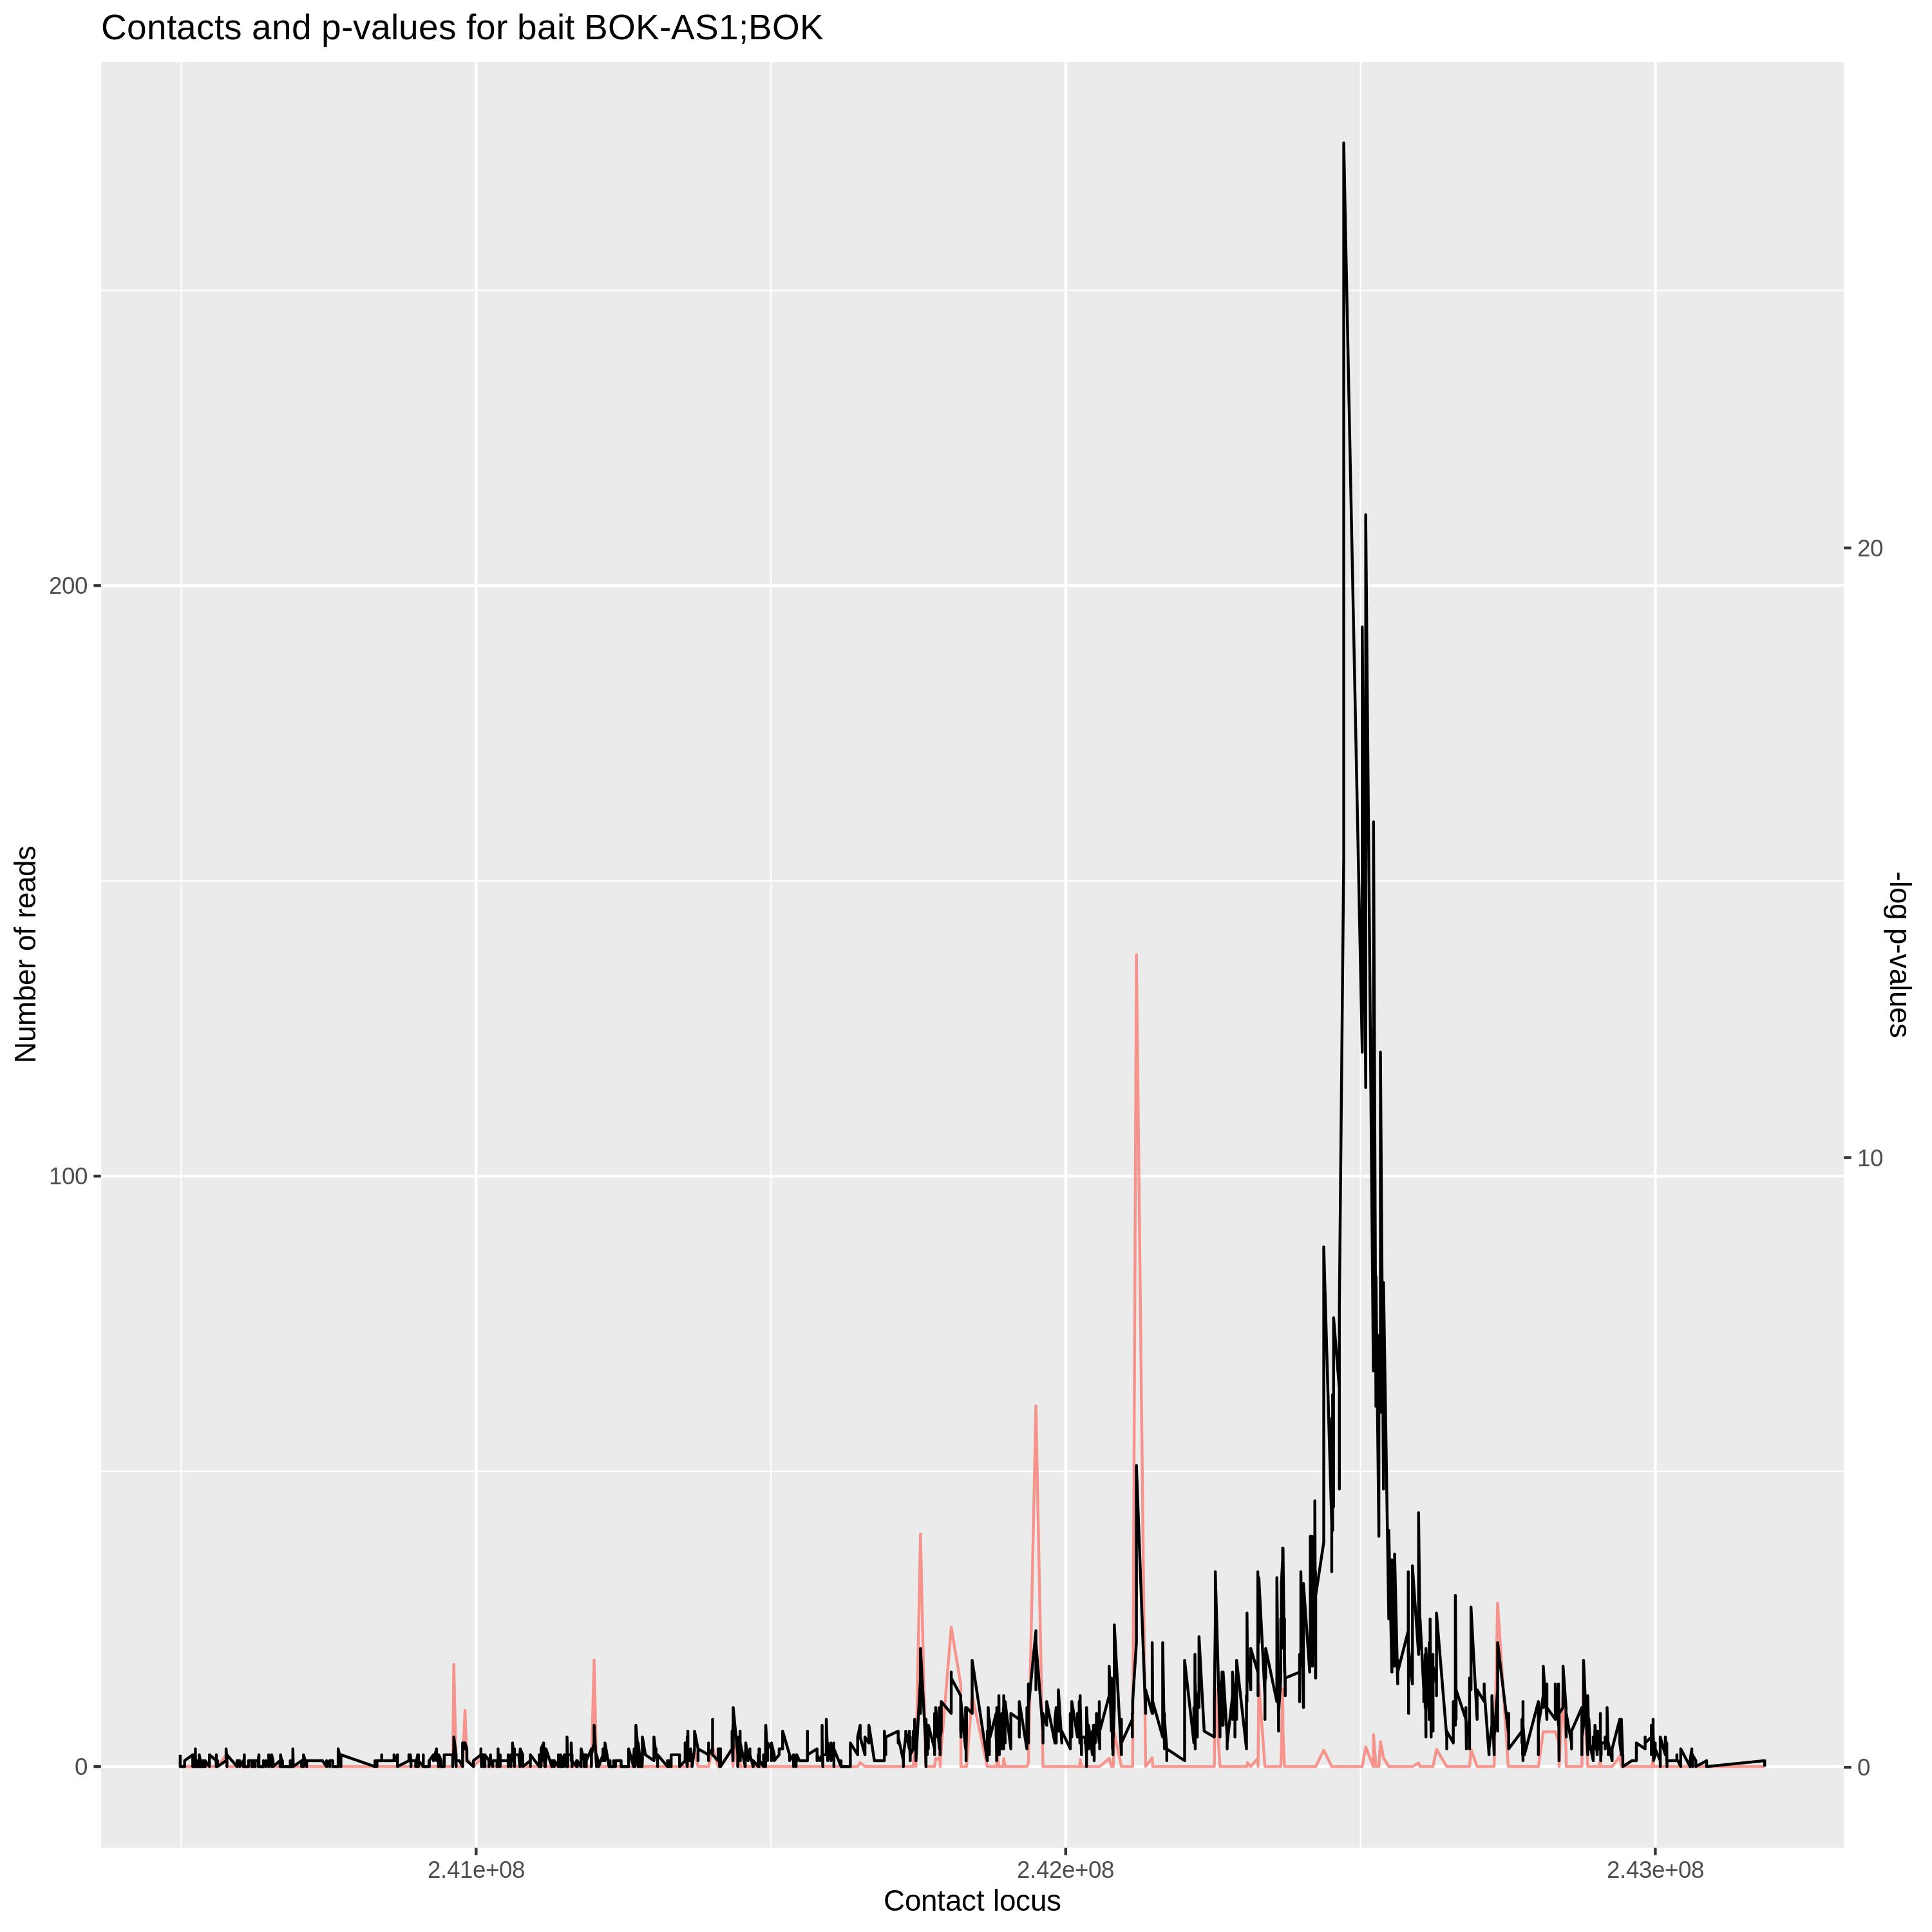 Contacts and p-values for bait BOK-AS1;BOK
Number of reads
200
100
0
20
10
0
-log p-values
2.41e+08
2.42e+08
2.43e+08
Contact locus